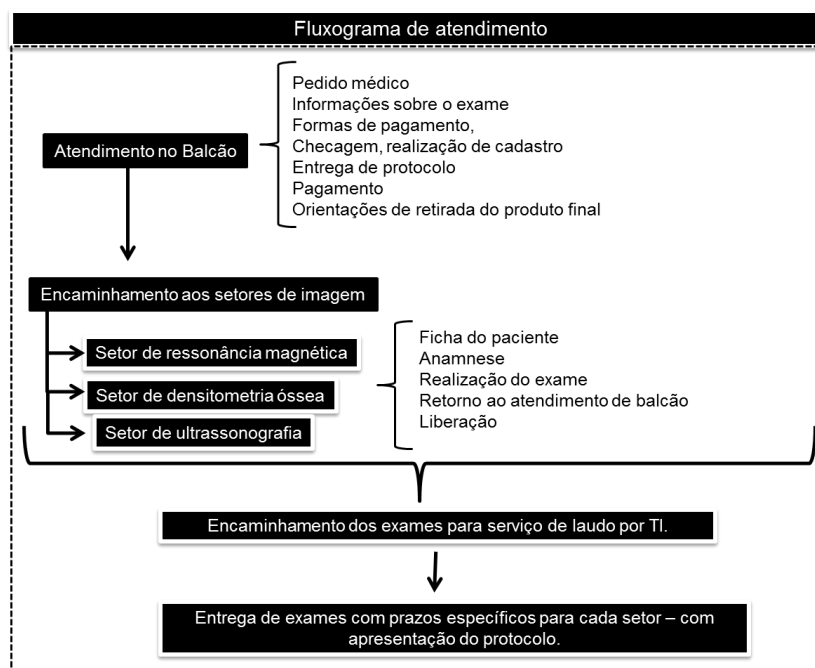 Fluxograma de atendimento
Pedido médico
Informações sobre o exame
Formas de pagamento,
Checagem, realização de cadastro
Entrega de protocolo
Pagamento
Orientações de retirada do produto final
Atendimento no Balcão
Encaminhamento aos setores de imagem
Setor de ressonância magnética
Setor de densitometria óssea
Setor de ultrassonografia
Ficha do paciente
Anamnese
Realização do exame
Retorno ao atendimento de balcão
Liberação
Encaminhamento dos exames para serviço de laudo por TI.
Entrega de exames com prazos específicos para cada setor – com
apresentação do protocolo.